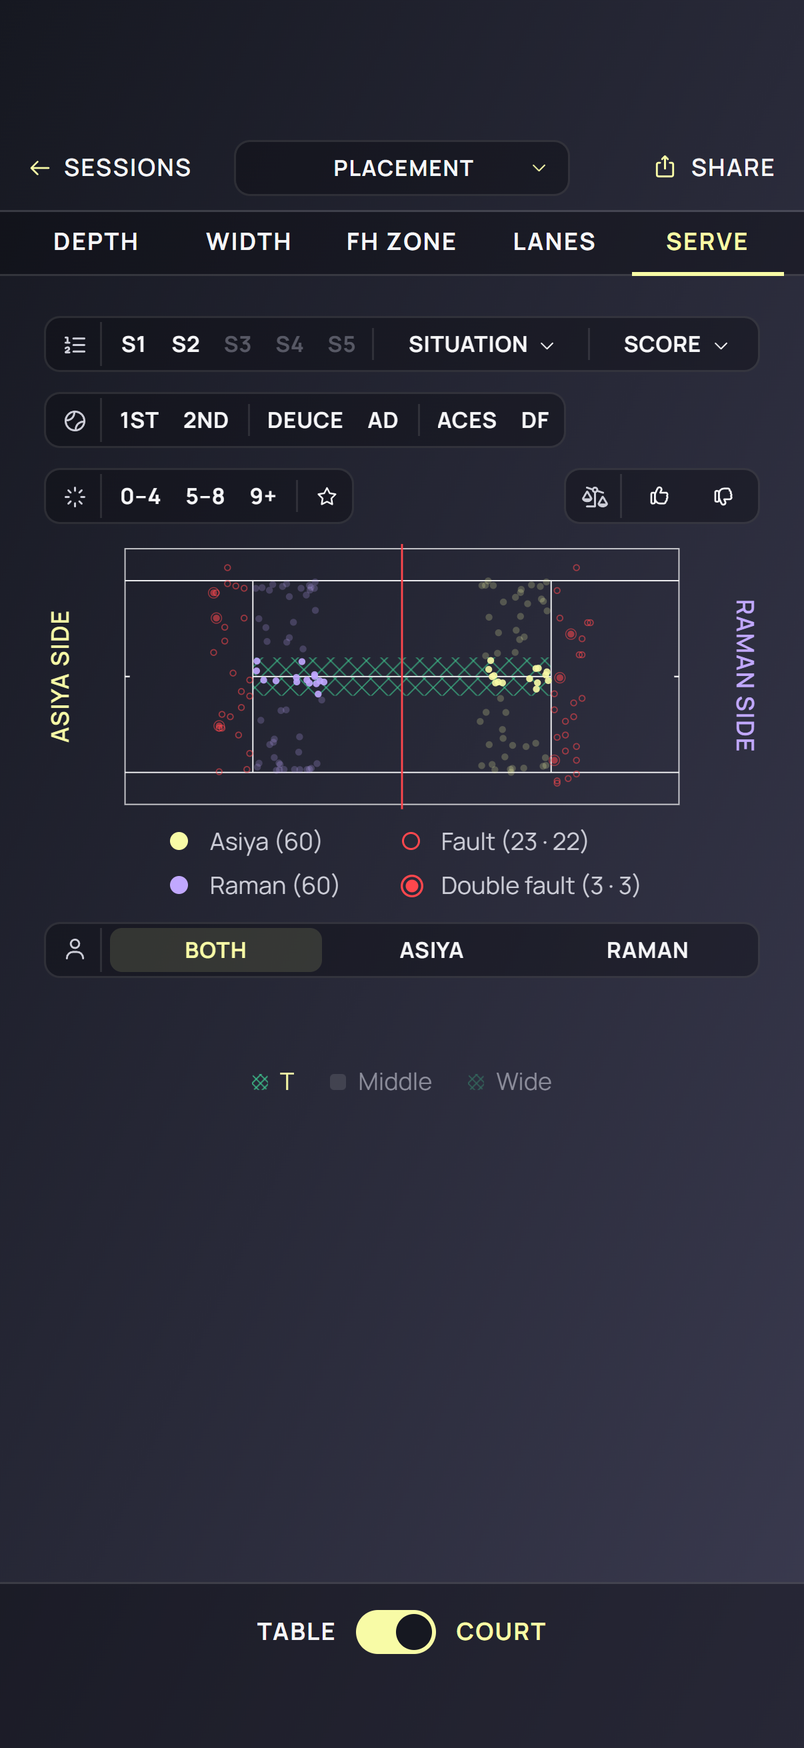 ← SESSIONS PLACEMENT SHARE
DEPTH WIDTH FH ZONE LANES SERVE
S1 S2 S3 S4 S5 SITUATION SCORE
1ST 2ND DEUCE AD ACES DF
0–4 5–8 9+
ASIYA SIDE
RAMAN SIDE
Asiya (60) Fault (23 · 22)
Raman (60) Double fault (3 · 3)
BOTH ASIYA RAMAN
T Middle Wide
TABLE COURT